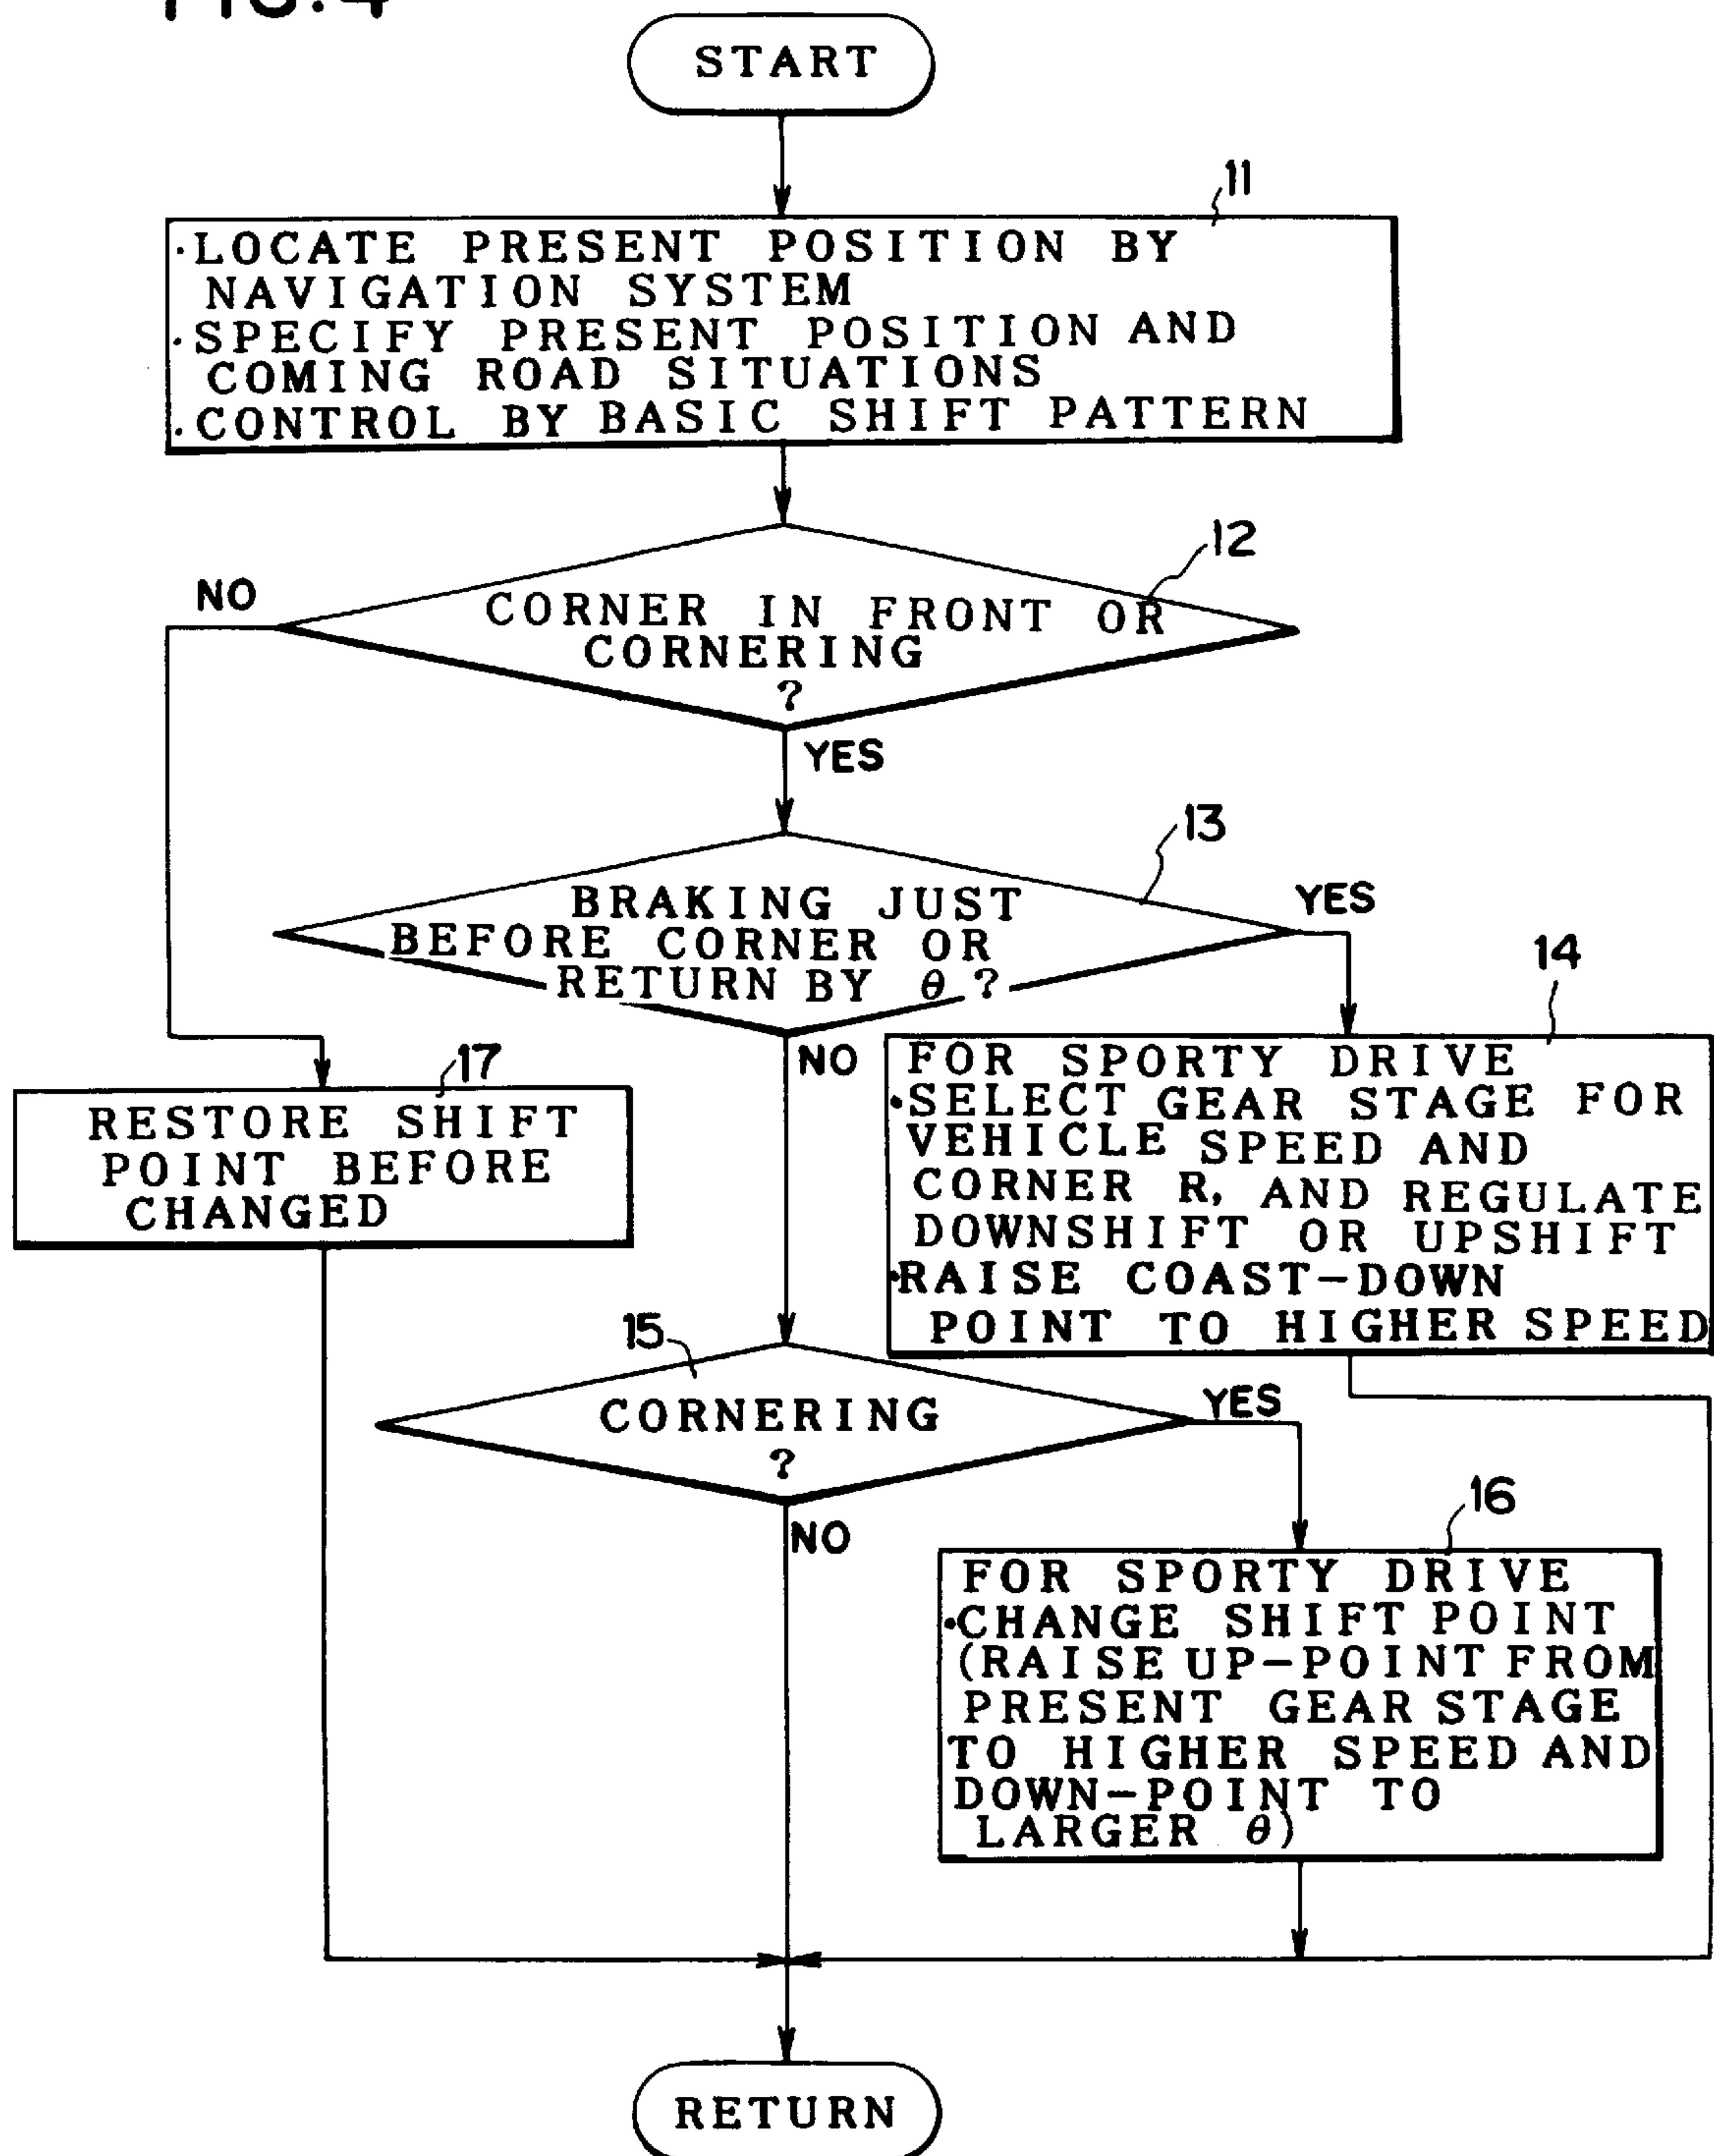 FIG.4
START
11
·LOCATE PRESENT POSITION BY
NAVIGATION SYSTEM
·SPECIFY PRESENT POSITION AND
COMING ROAD SITUATIONS
·CONTROL BY BASIC SHIFT PATTERN
12
NO
CORNER IN FRONT OR
CORNERING
?
YES
13
BRAKING JUST
BEFORE CORNER OR
RETURN BY θ ?
YES
NO
14
FOR SPORTY DRIVE
·SELECT GEAR STAGE FOR
VEHICLE SPEED AND
CORNER R, AND REGULATE
DOWNSHIFT OR UPSHIFT
·RAISE COAST-DOWN
POINT TO HIGHER SPEED
17
RESTORE SHIFT
POINT BEFORE
CHANGED
15
CORNERING
?
YES
NO
16
FOR SPORTY DRIVE
·CHANGE SHIFT POINT
(RAISE UP-POINT FROM
PRESENT GEAR STAGE
TO HIGHER SPEED AND
DOWN-POINT TO
LARGER θ)
RETURN